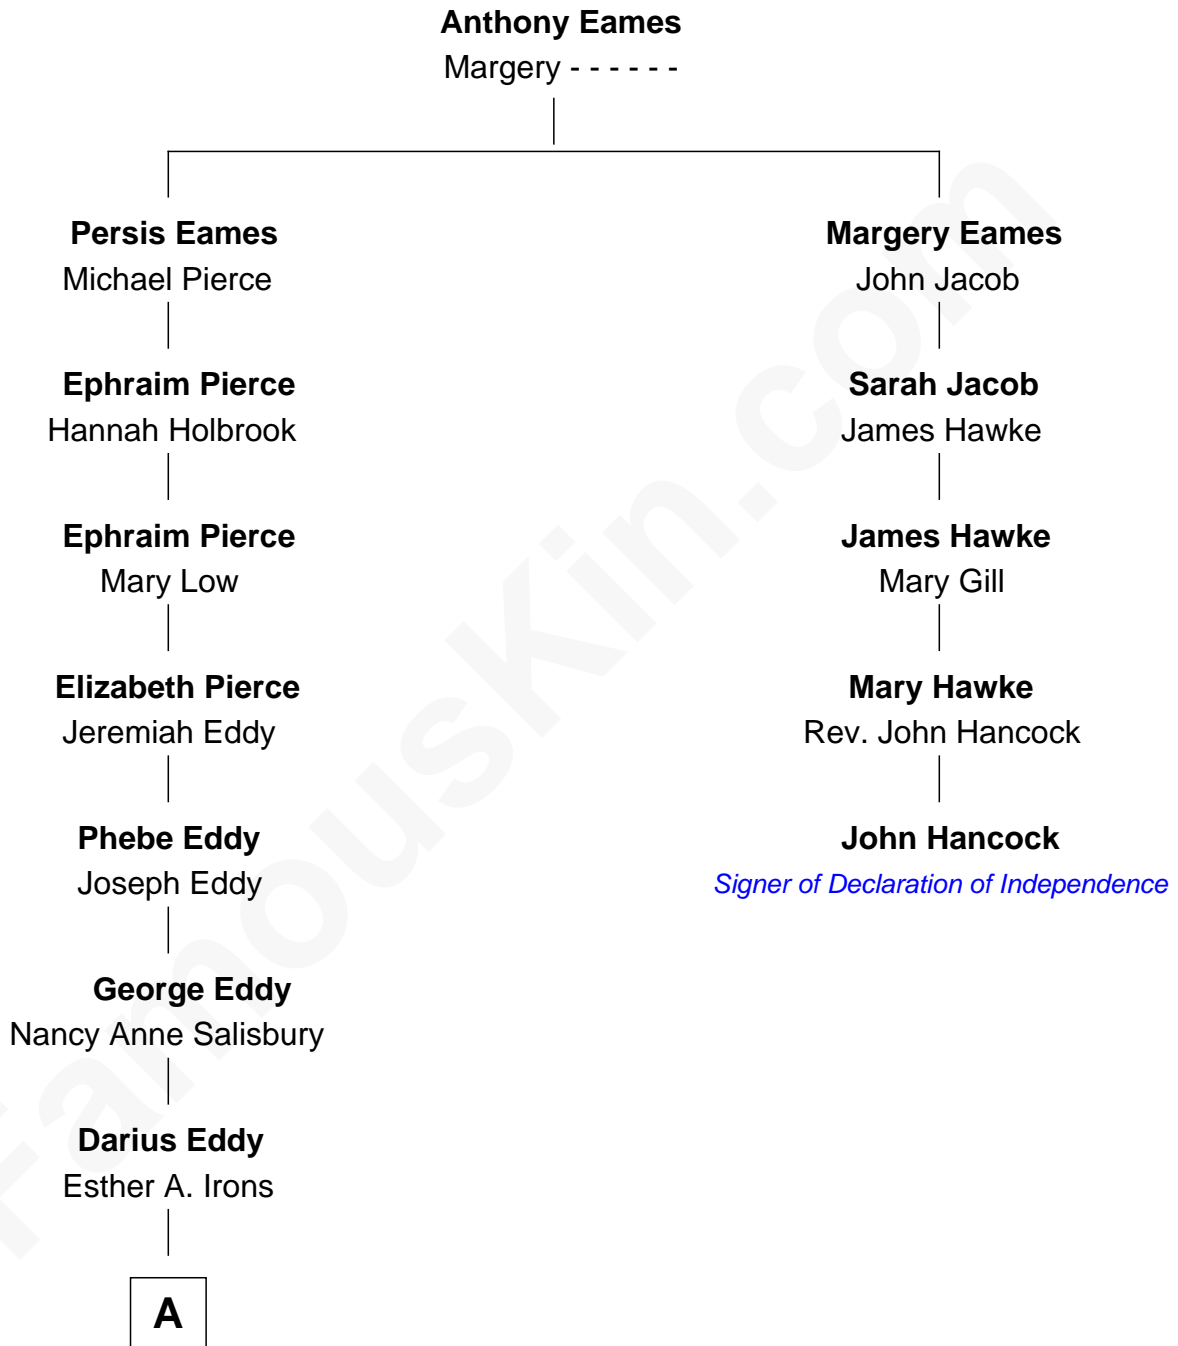 Anthony Eames
Margery - - - - - -
Persis Eames
Michael Pierce
Margery Eames
John Jacob
Ephraim Pierce
Hannah Holbrook
Sarah Jacob
James Hawke
Ephraim Pierce
Mary Low
James Hawke
Mary Gill
Elizabeth Pierce
Jeremiah Eddy
Mary Hawke
Rev. John Hancock
Phebe Eddy
Joseph Eddy
John Hancock
Signer of Declaration of Independence
George Eddy
Nancy Anne Salisbury
Darius Eddy
Esther A. Irons
A
FamousKin.com